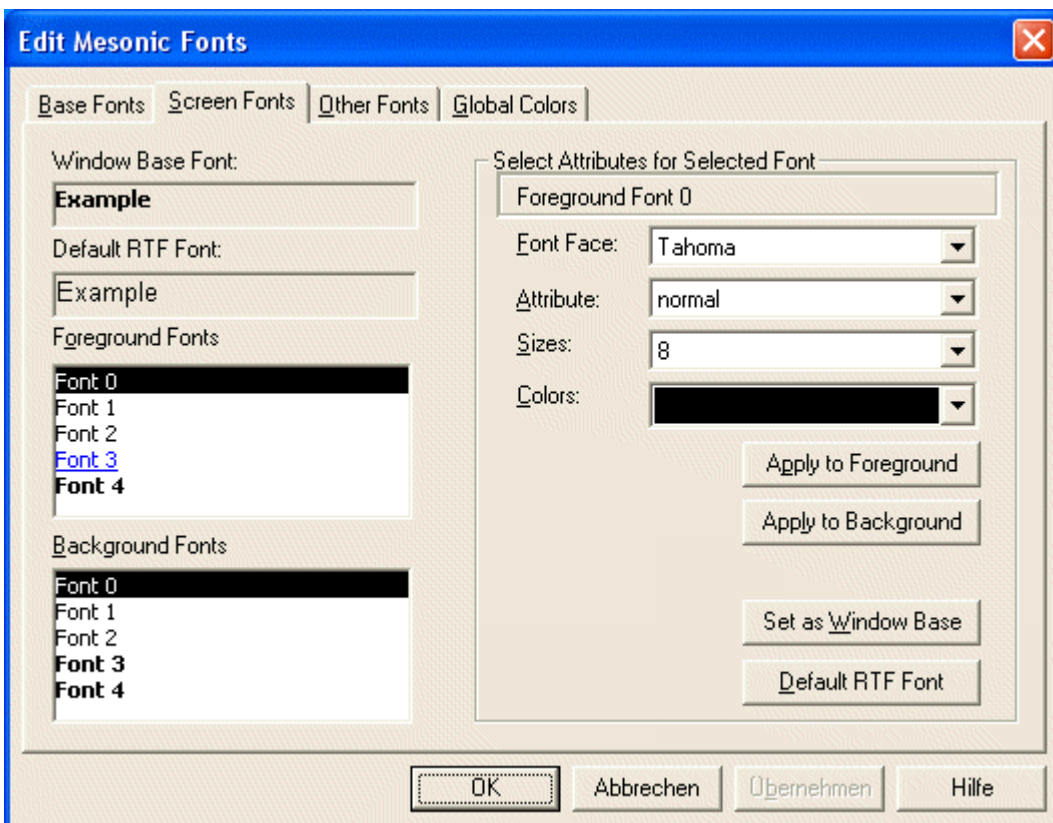 Edit Mesonic Fonts
Base Fonts Screen Fonts Other Fonts Global Colors
Window Base Font:
Example
Default RTF Font:
Example
Foreground Fonts
Font 0
Font 1
Font 2
Font 3
Font 4
Background Fonts
Font 0
Font 1
Font 2
Font 3
Font 4
Select Attributes for Selected Font
Foreground Font 0
Font Face: Tahoma
Attribute: normal
Sizes: 8
Colors:
Apply to Foreground
Apply to Background
Set as Window Base
Default RTF Font
OK Abbrechen Übernehmen Hilfe